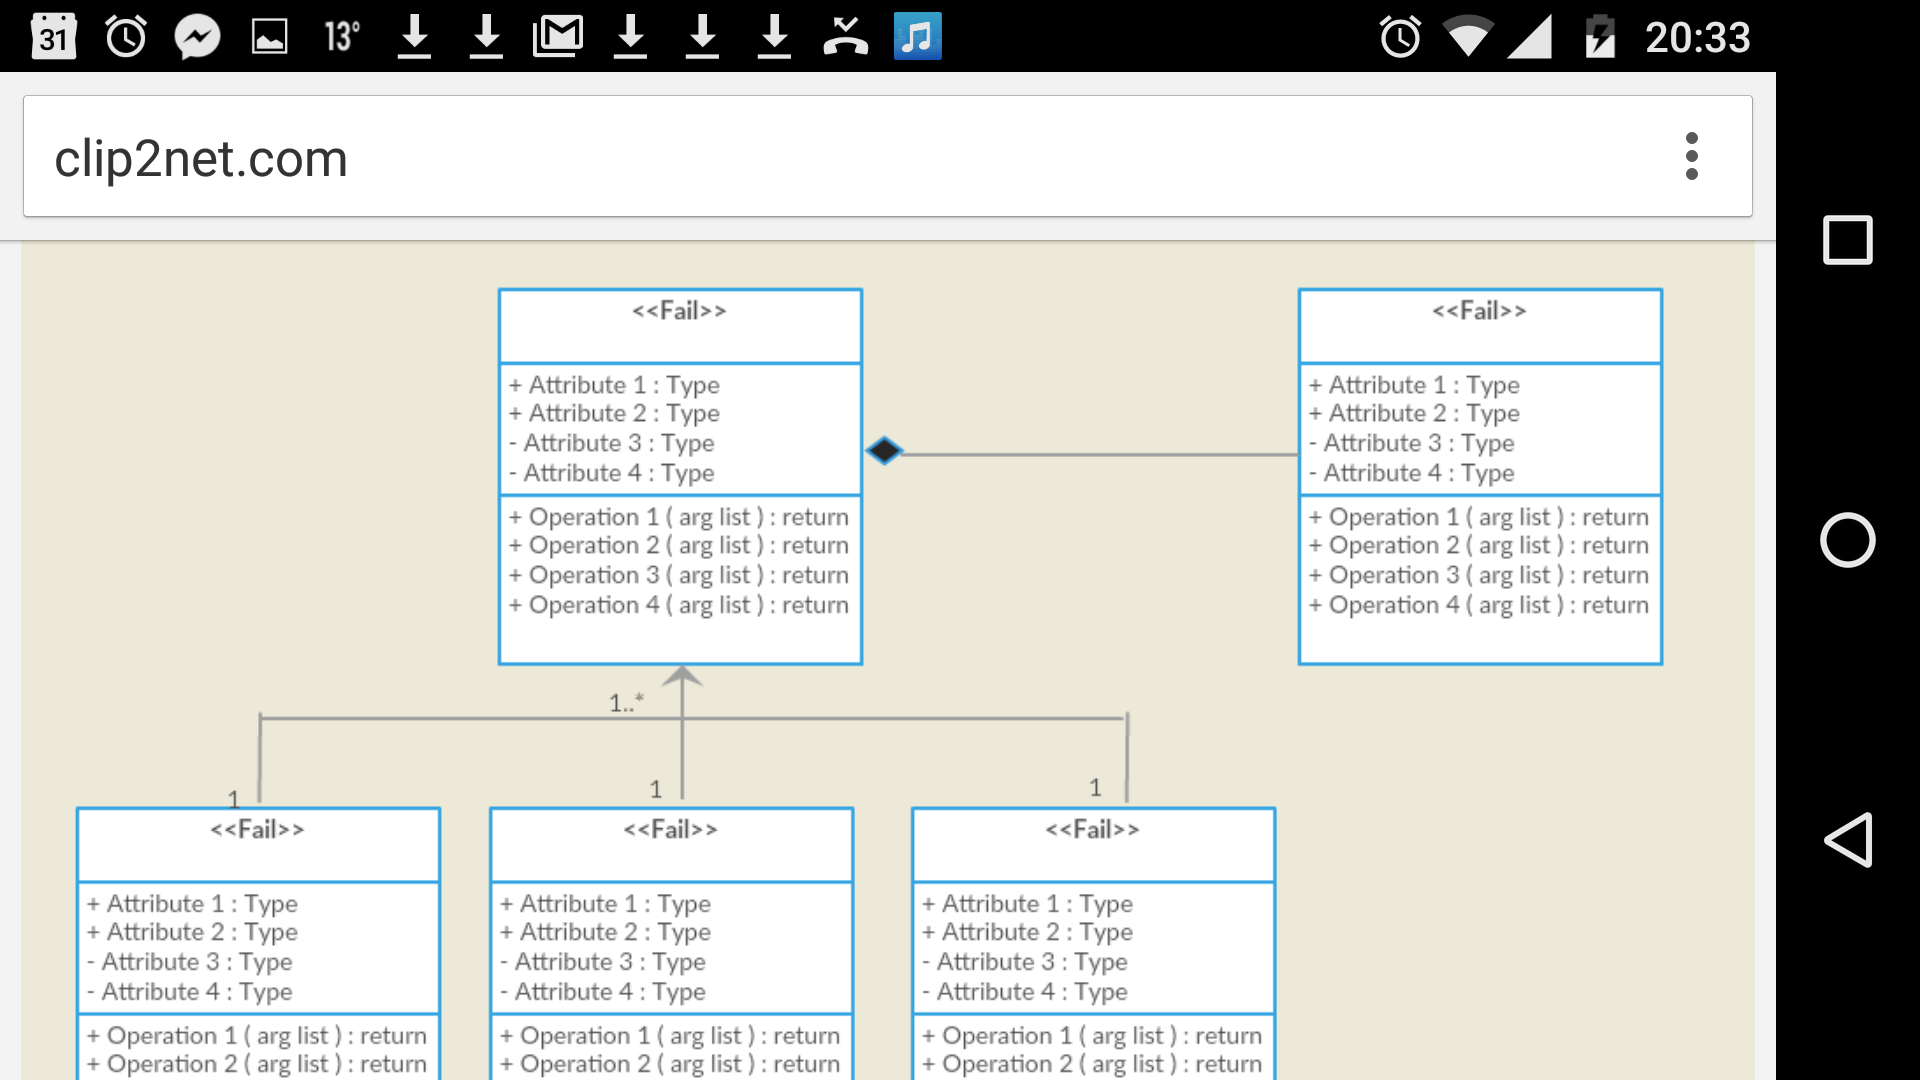 31
13°
20:33
clip2net.com
<<Fail>>
+ Attribute 1 : Type
+ Attribute 2 : Type
- Attribute 3 : Type
- Attribute 4 : Type
+ Operation 1 ( arg list ) : return
+ Operation 2 ( arg list ) : return
+ Operation 3 ( arg list ) : return
+ Operation 4 ( arg list ) : return
<<Fail>>
+ Attribute 1 : Type
+ Attribute 2 : Type
- Attribute 3 : Type
- Attribute 4 : Type
+ Operation 1 ( arg list ) : return
+ Operation 2 ( arg list ) : return
+ Operation 3 ( arg list ) : return
+ Operation 4 ( arg list ) : return
1..*
1
1
1
<<Fail>>
+ Attribute 1 : Type
+ Attribute 2 : Type
- Attribute 3 : Type
- Attribute 4 : Type
+ Operation 1 ( arg list ) : return
+ Operation 2 ( arg list ) : return
<<Fail>>
+ Attribute 1 : Type
+ Attribute 2 : Type
- Attribute 3 : Type
- Attribute 4 : Type
+ Operation 1 ( arg list ) : return
+ Operation 2 ( arg list ) : return
<<Fail>>
+ Attribute 1 : Type
+ Attribute 2 : Type
- Attribute 3 : Type
- Attribute 4 : Type
+ Operation 1 ( arg list ) : return
+ Operation 2 ( arg list ) : return